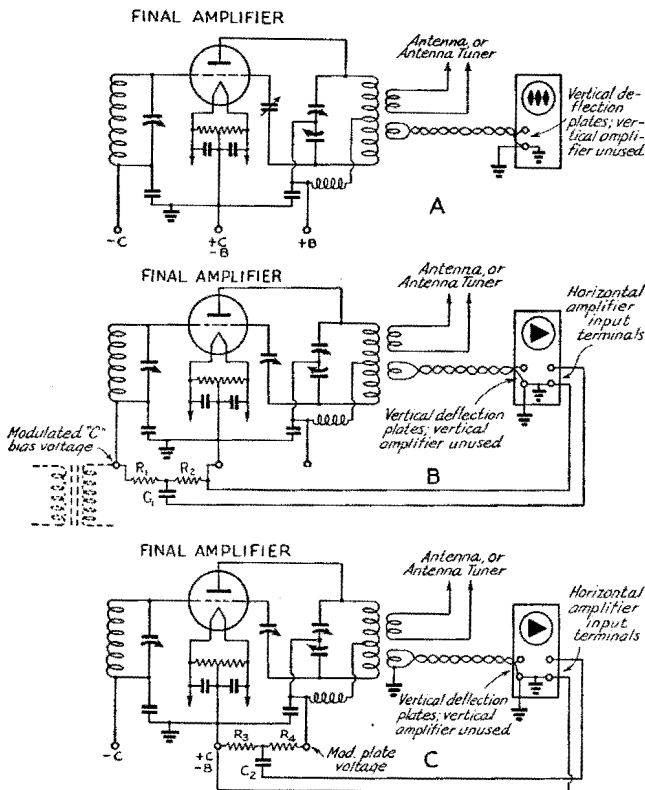 FINAL AMPLIFIER
Antenna, or
Antenna Tuner
Vertical de-
flection
plates; ver-
tical ampli-
fier unused
A
-C
+C
-B
+B
FINAL AMPLIFIER
Antenna, or
Antenna Tuner
Horizontal
amplifier
input
terminals
Vertical deflection
plates; vertical
amplifier unused
Modulated "C"
bias voltage
R1
R2
C1
B
FINAL AMPLIFIER
Antenna, or
Antenna Tuner
Horizontal
amplifier
input
terminals
Vertical deflection
plates; vertical
amplifier unused
-C
+C
-B
R3
R4
C2
Mod. plate
voltage
C